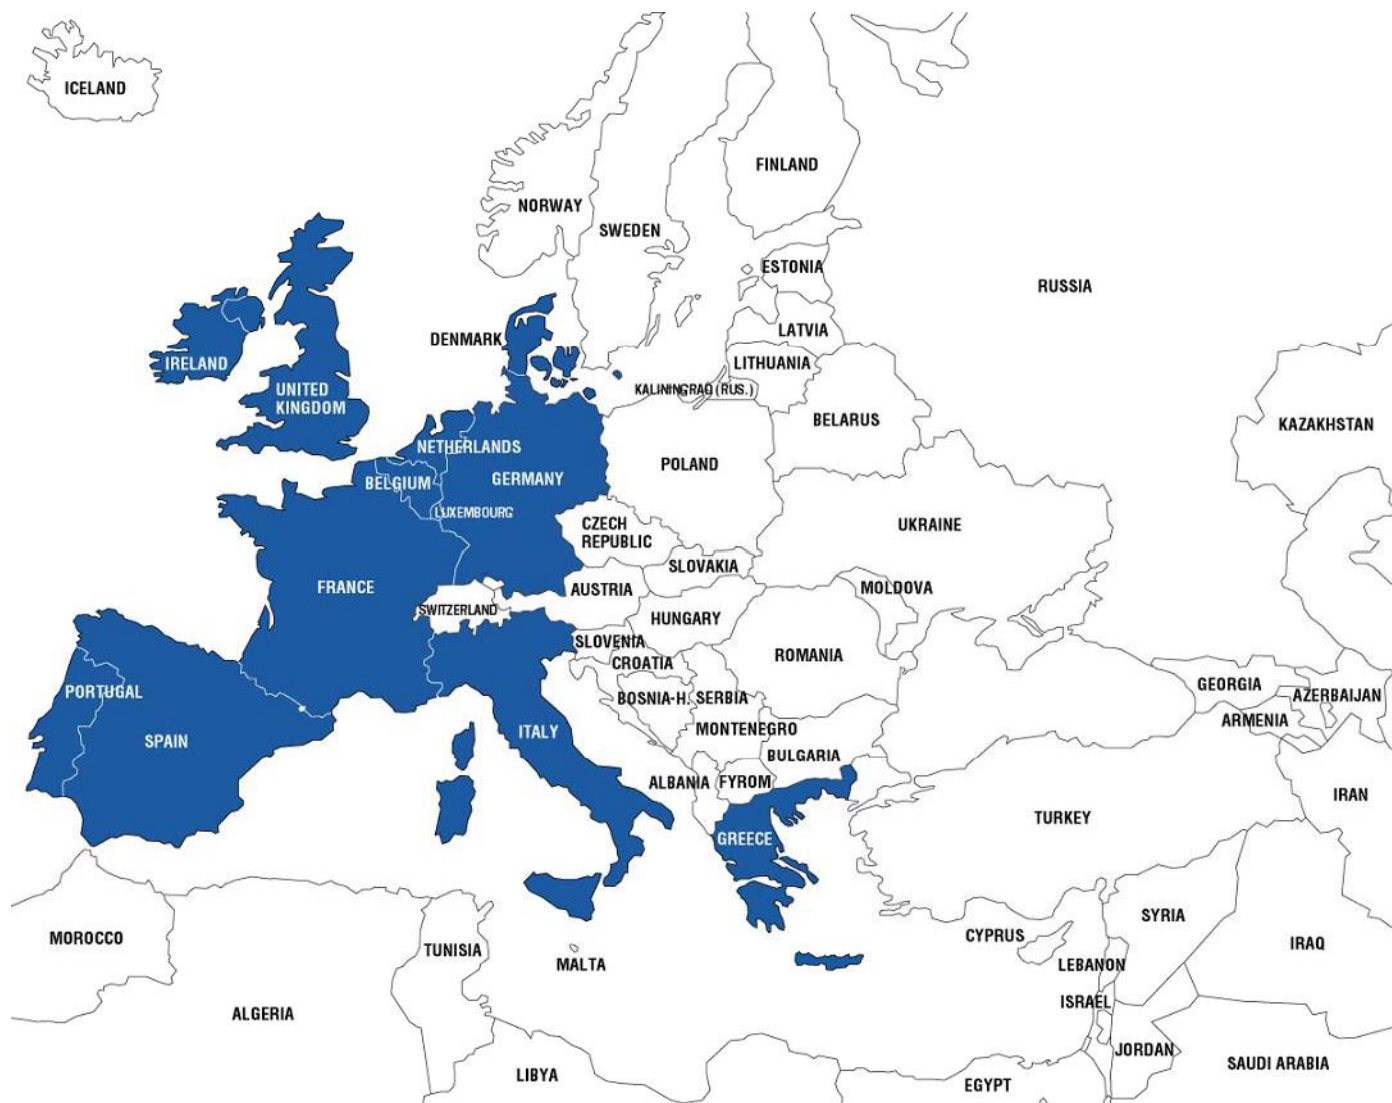 ICELAND
FINLAND
NORWAY
SWEDEN
ESTONIA
RUSSIA
LATVIA
DENMARK
IRELAND
LITHUANIA
UNITED
KINGDOM
KALININGRAD (RUS.)
BELARUS
KAZAKHSTAN
NETHERLANDS
POLAND
BELGIUM
GERMANY
LUXEMBOURG
CZECH
REPUBLIC
UKRAINE
SLOVAKIA
FRANCE
AUSTRIA
MOLDOVA
SWITZERLAND
HUNGARY
SLOVENIA
CROATIA
ROMANIA
PORTUGAL
BOSNIA-H.
SERBIA
GEORGIA
AZERBAIJAN
SPAIN
ITALY
MONTENEGRO
ARMENIA
BULGARIA
ALBANIA
FYROM
IRAN
TURKEY
GREECE
SYRIA
MOROCCO
TUNISIA
CYPRUS
IRAQ
MALTA
LEBANON
ISRAEL
ALGERIA
JORDAN
SAUDI ARABIA
LIBYA
EGYPT